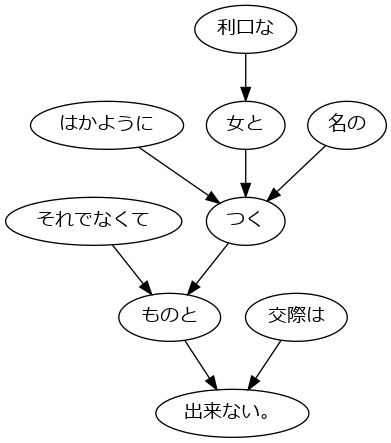 利口な
はかように
女と
名の
それでなくて
つく
ものと
交際は
出来ない。